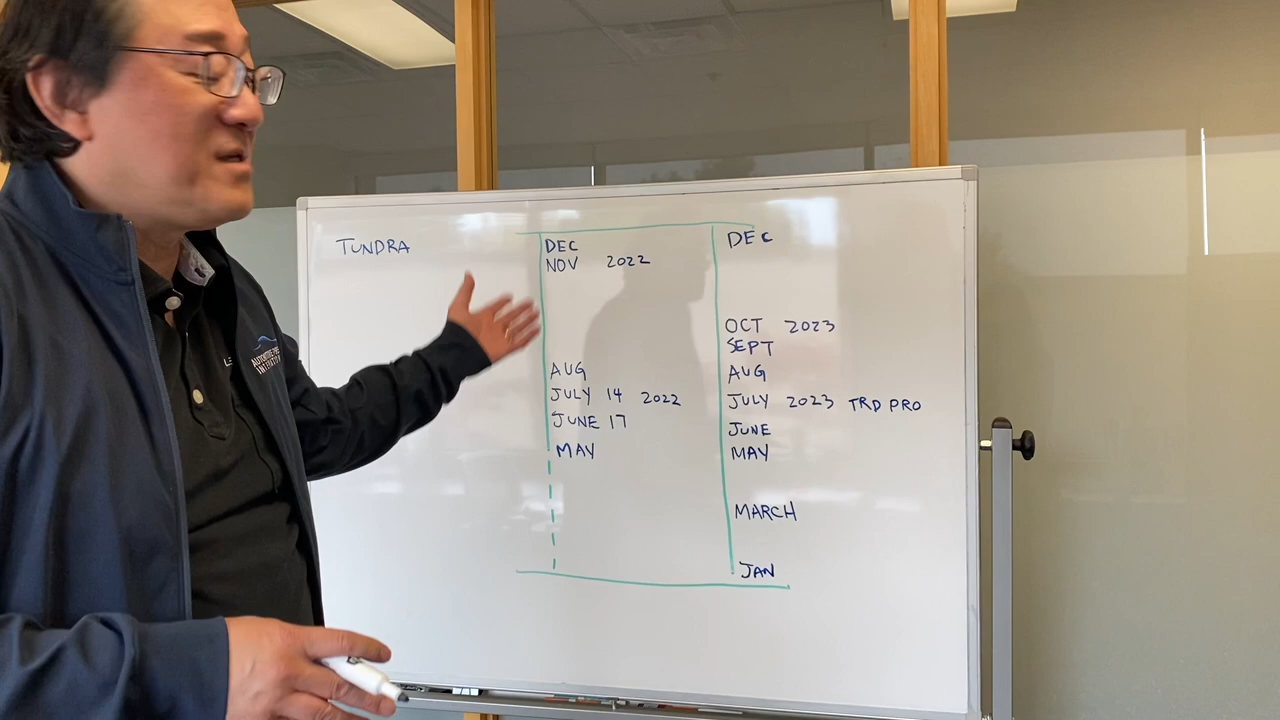 TUNDRA
DEC
NOV 2022
AUG
JULY 14 2022
JUNE 17
MAY
DEC
OCT 2023
SEPT
AUG
JULY 2023 TRD PRO
JUNE
MAY
MARCH
JAN